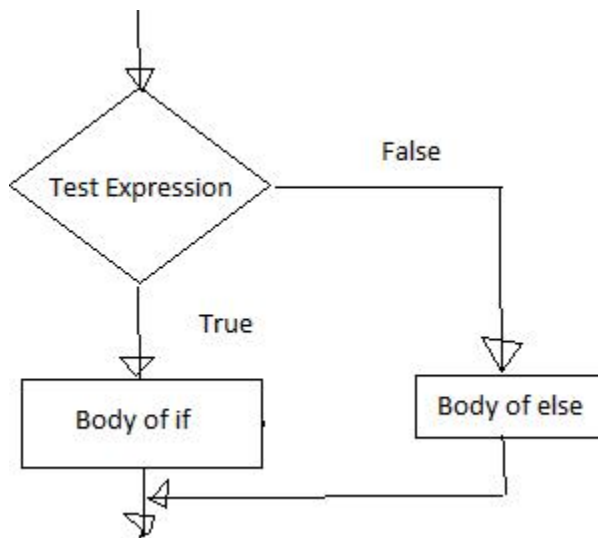 False
Test Expression
True
Body of if
Body of else